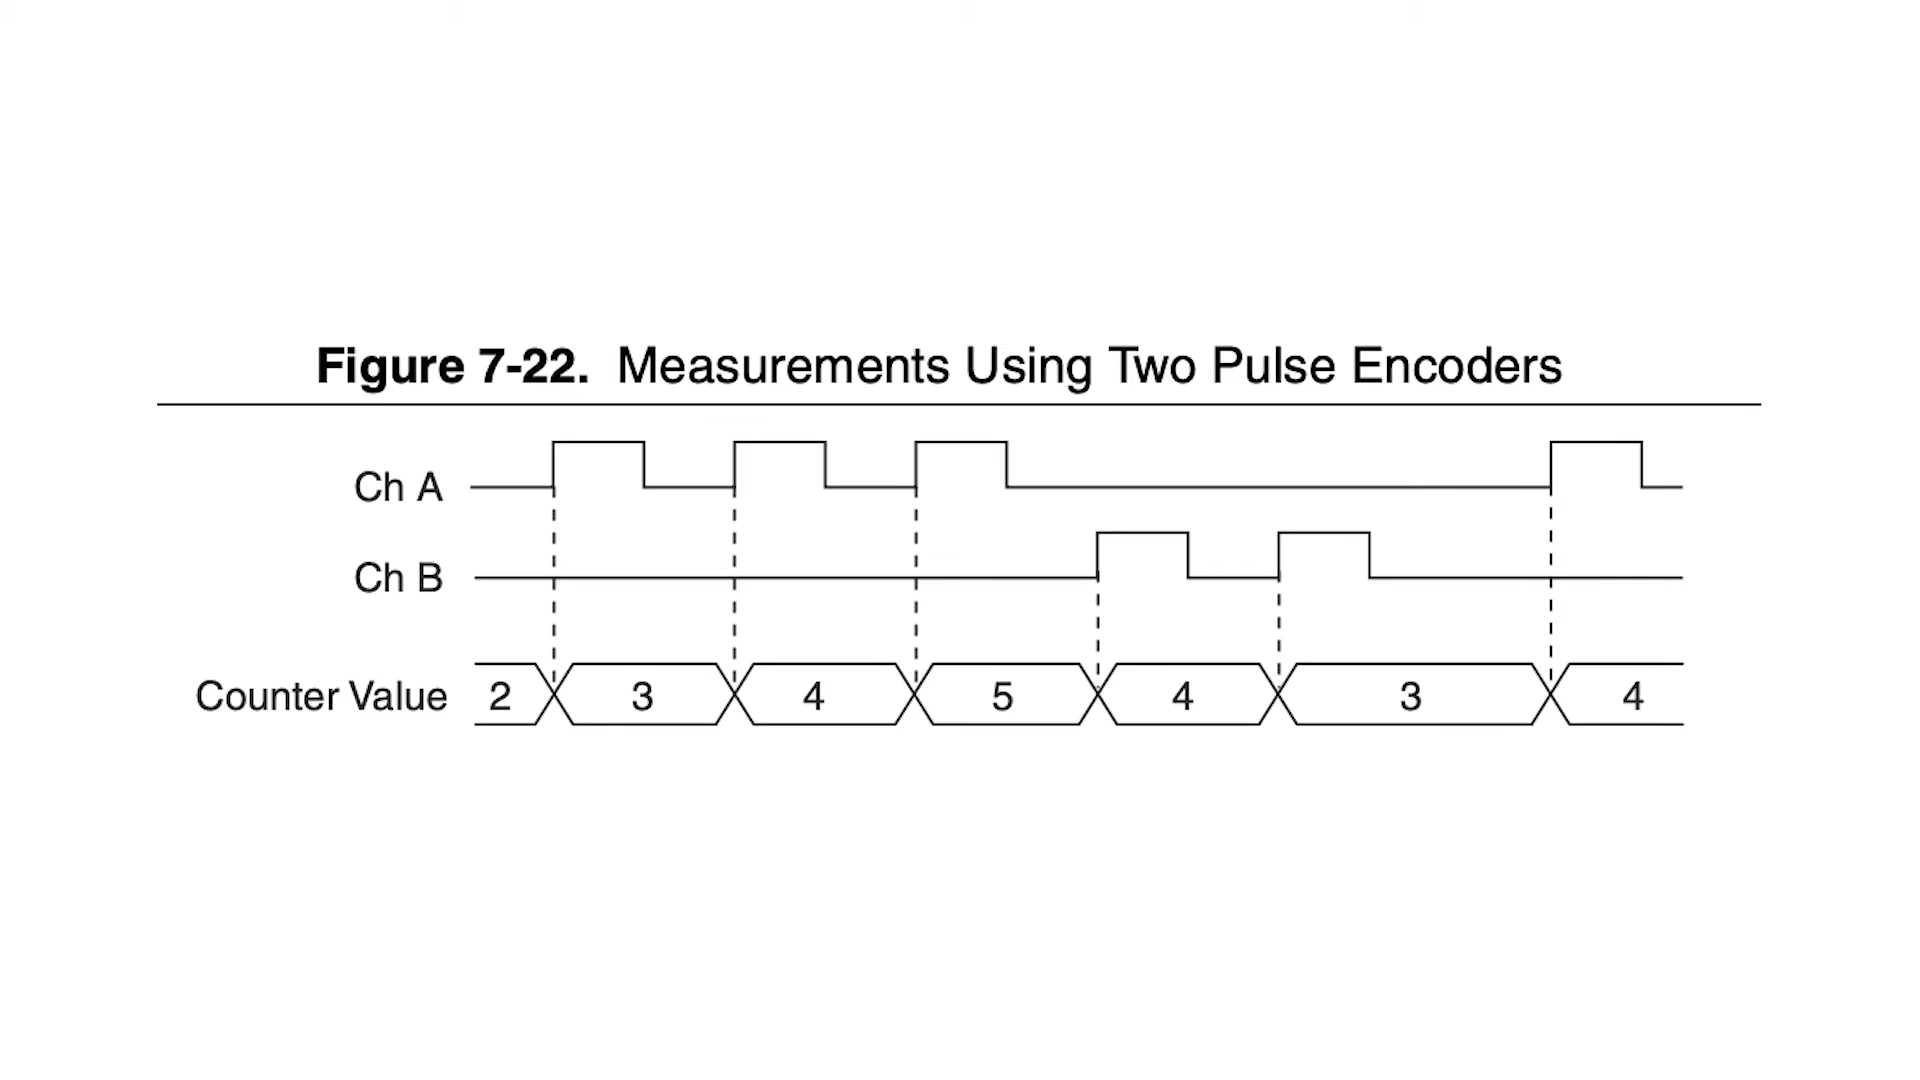 Figure 7-22. Measurements Using Two Pulse Encoders
Ch A
Ch B
Counter Value 2 3 4 5 4 3 4